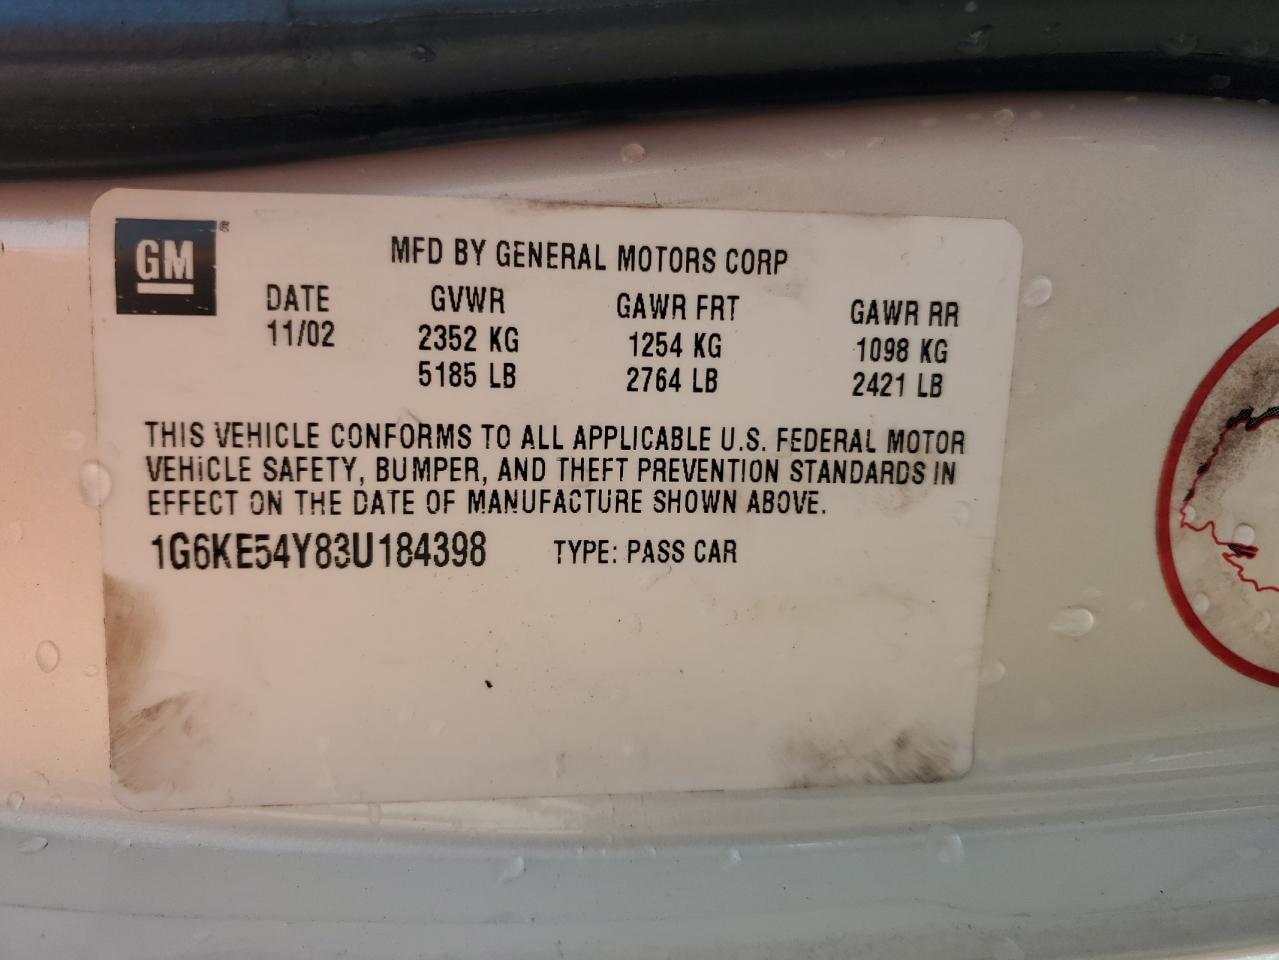 GM®
MFD BY GENERAL MOTORS CORP
DATE GVWR GAWR FRT GAWR RR
11/02 2352 KG 1254 KG 1098 KG
5185 LB 2764 LB 2421 LB
THIS VEHICLE CONFORMS TO ALL APPLICABLE U.S. FEDERAL MOTOR
VEHICLE SAFETY, BUMPER, AND THEFT PREVENTION STANDARDS IN
EFFECT ON THE DATE OF MANUFACTURE SHOWN ABOVE.
1G6KE54Y83U184398 TYPE: PASS CAR